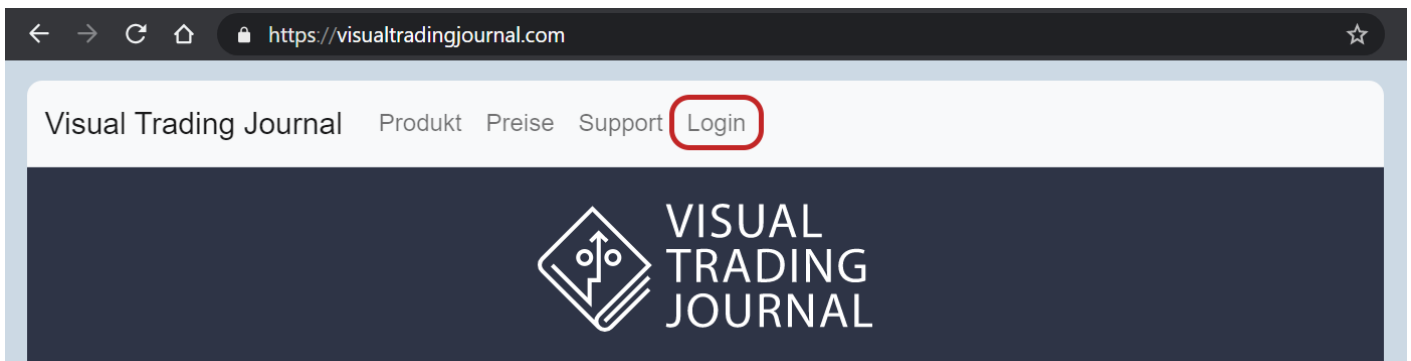 https://visualtradingjournal.com
Visual Trading Journal Produkt Preise Support Login
VISUAL
TRADING
JOURNAL